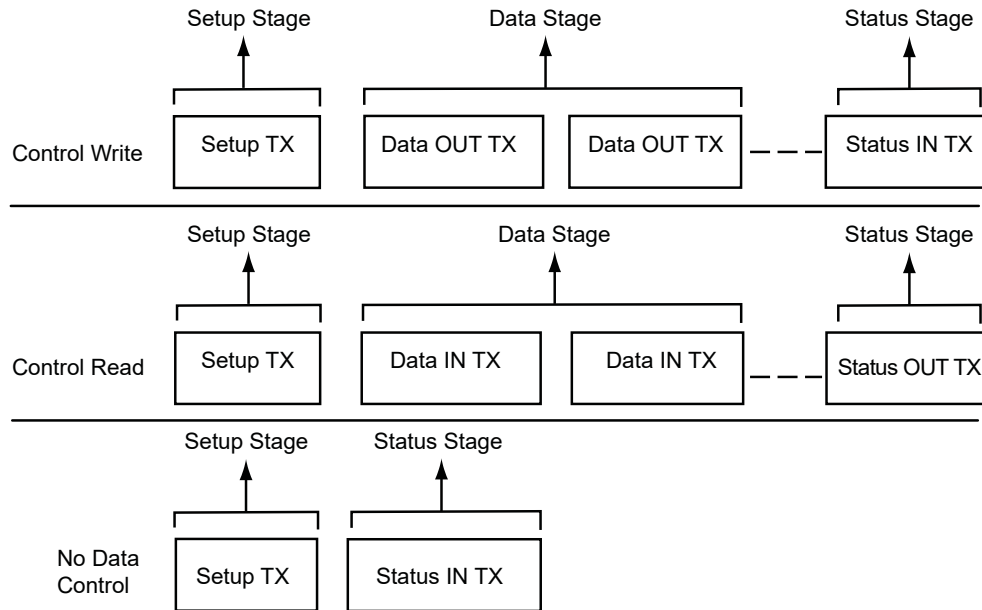 Setup Stage Data Stage Status Stage
Control Write Setup TX Data OUT TX Data OUT TX Status IN TX
Setup Stage Data Stage Status Stage
Control Read Setup TX Data IN TX Data IN TX Status OUT TX
Setup Stage Status Stage
No Data
Control
Setup TX Status IN TX